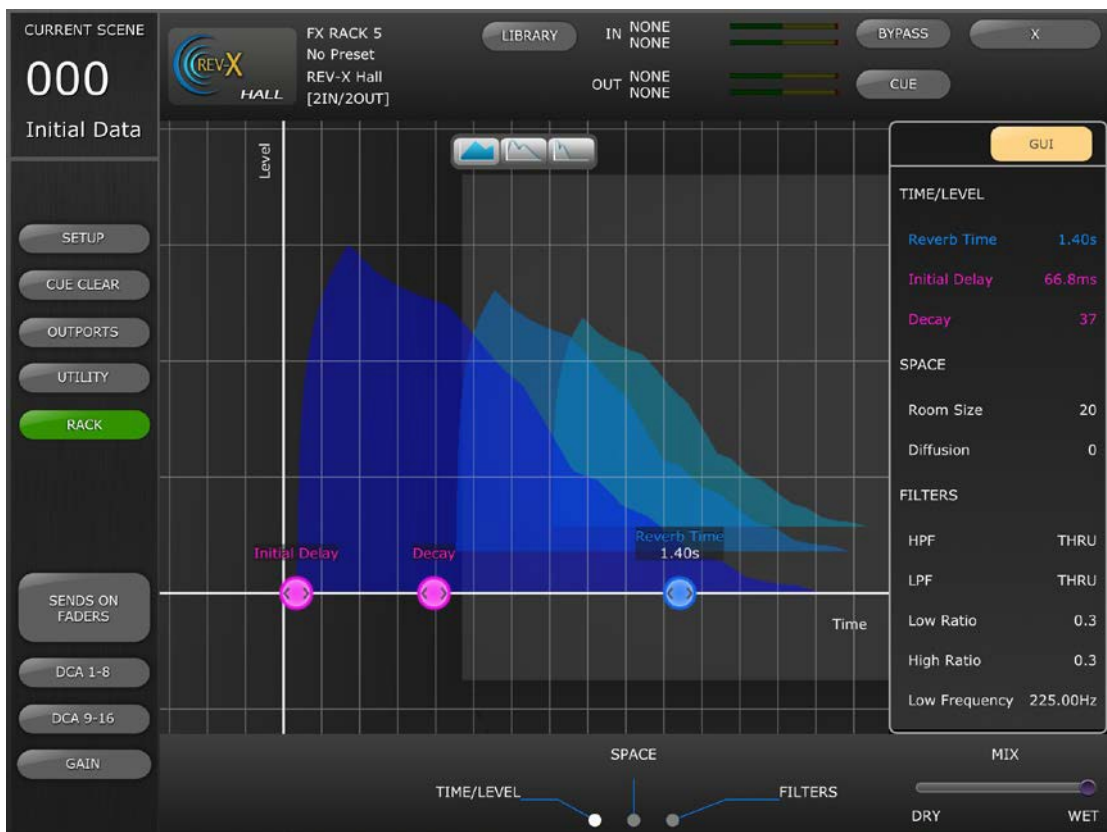 CURRENT SCENE
000
Initial Data
SETUP
CUE CLEAR
OUTPORTS
UTILITY
RACK
SENDS ON
FADERS
DCA 1-8
DCA 9-16
GAIN
REV-X
HALL
FX RACK 5
No Preset
REV-X Hall
[2IN/2OUT]
LIBRARY
IN NONE
NONE
OUT NONE
NONE
BYPASS
X
CUE
Level
Initial Delay
Decay
Reverb Time
1.40s
Time
GUI
TIME/LEVEL
Reverb Time 1.40s
Initial Delay 66.8ms
Decay 37
SPACE
Room Size 20
Diffusion 0
FILTERS
HPF THRU
LPF THRU
Low Ratio 0.3
High Ratio 0.3
Low Frequency 225.00Hz
SPACE
TIME/LEVEL
FILTERS
MIX
DRY WET